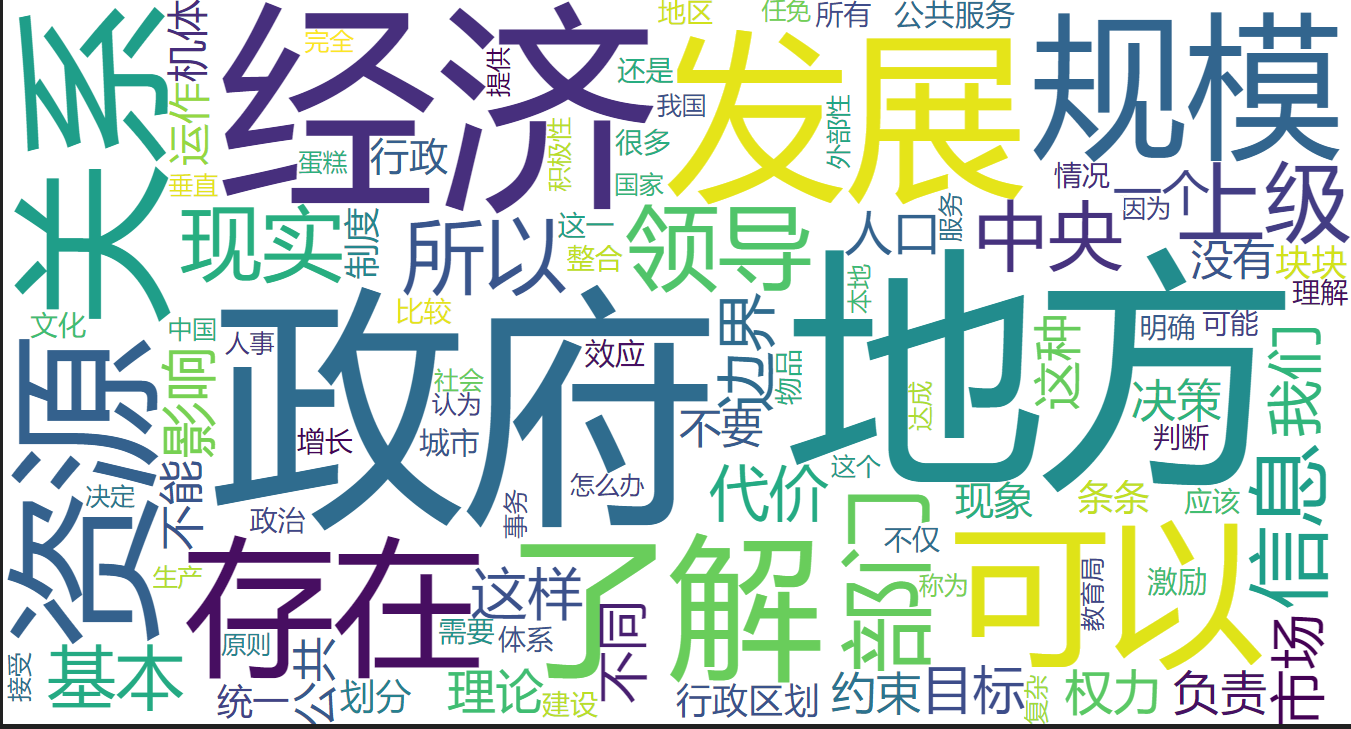 关系
机体
经济
完全
提供
地区
任免
所有
公共服务
还是
发展
规模
运作
蛋糕
行政
积极性
我国
很多
国家
外部性
垂直
情况
一个
上级
因为
服务
中央
人口
现实
制度
所以
这一
整合
领导
没有
块块
理解
文化
中国
人事
比较
政府
效应
边界
本地
地方
这种
明确
可能
资源
影响
社会
认为
增长
城市
物品
不要
达成
决策
判断
我们
决定
不能
政治
怎么办
事务
代价
这个
部门
现象
条条
应该
信息
生产
存在
这样
了解
不仅
称为
可以
教育局
激励
接受
基本
原则
公共
需要
体系
不同
市场
统一
划分
理论
建设
行政区划
约束
目标
复杂
权力
负责